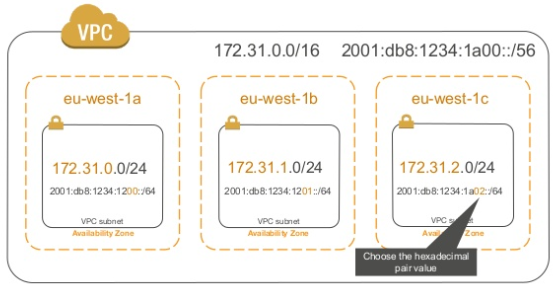 VPC
172.31.0.0/16 2001:db8:1234:1a00::/56
eu-west-1a
172.31.0.0/24
2001:db8:1234:1200::/64
VPC subnet
Availability Zone
eu-west-1b
172.31.1.0/24
2001:db8:1234:1201::/64
VPC subnet
Availability Zone
eu-west-1c
172.31.2.0/24
2001:db8:1234:1a02::/64
Choose the hexadecimal
pair value